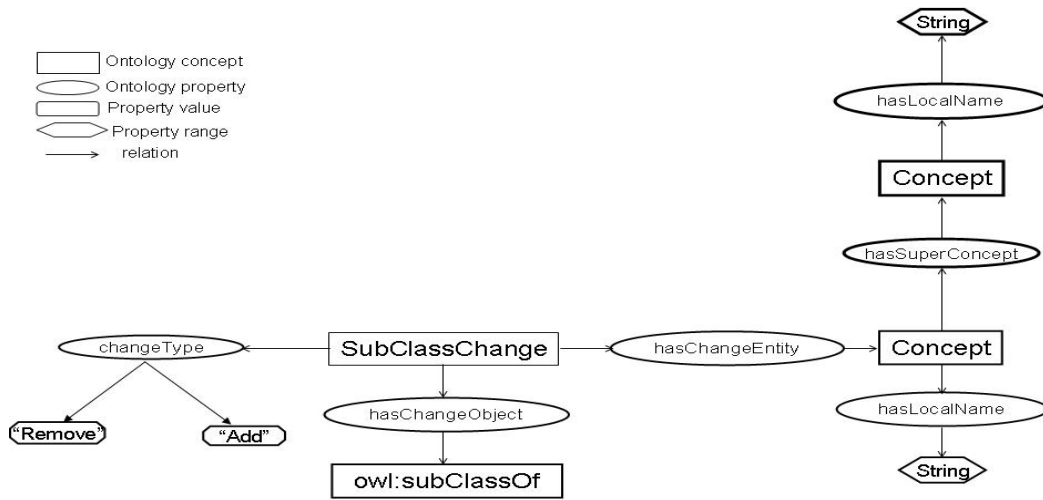 String
Ontology concept
Ontology property
Property value
Property range
relation
hasLocalName
Concept
hasSuperConcept
changeType
SubClassChange
hasChangeEntity
Concept
hasChangeObject
hasLocalName
"Remove"
"Add"
owl:subClassOf
String